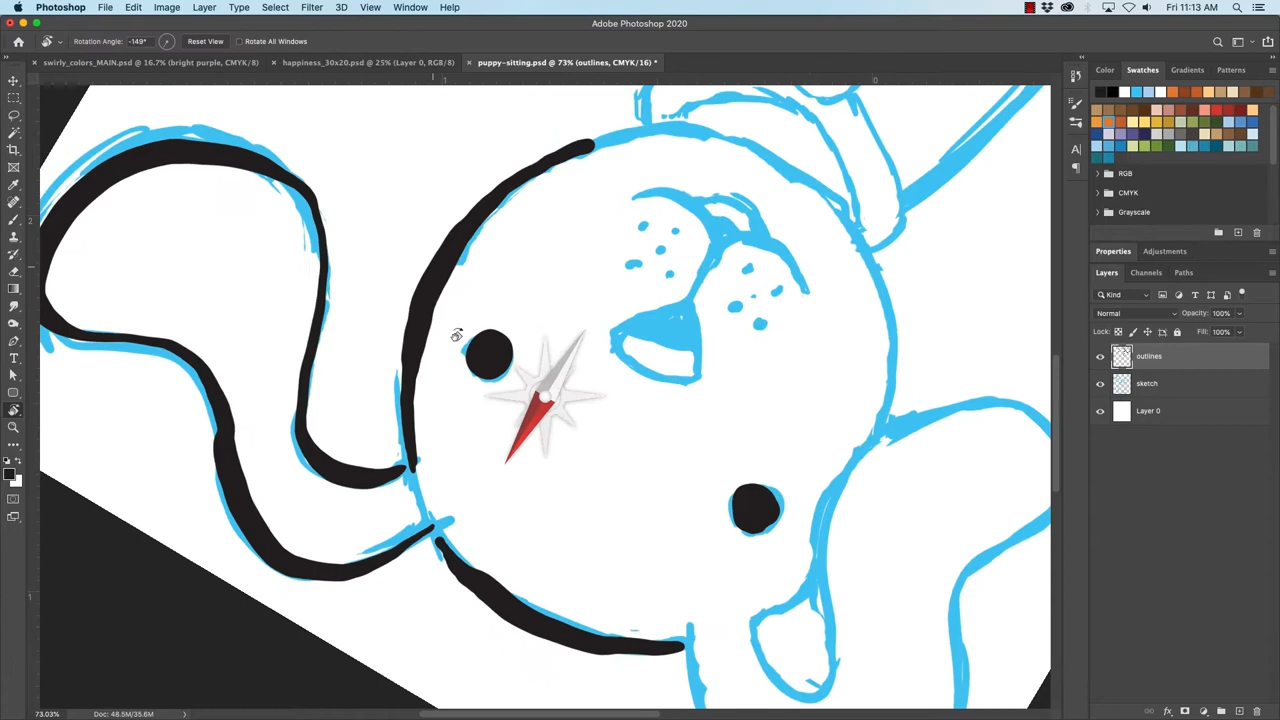 Photoshop File Edit Image Layer Type Select Filter 3D View Window Help Fri 11:13 AM
Adobe Photoshop 2020
Rotation Angle: -149° Reset View Rotate All Windows
swirly_colors_MAIN.psd @ 16.7% (bright purple, CMYK/8) happiness_30x20.psd @ 25% (Layer 0, RGB/8) puppy-sitting.psd @ 73% (outlines, CMYK/16) *
Color Swatches Gradients Patterns
1 0
2
1
RGB
CMYK
Grayscale
Properties Adjustments
Layers Channels Paths
Kind
Normal Opacity: 100%
Lock: Fill: 100%
outlines
sketch
Layer 0
73.03% Doc: 48.5M/35.6M